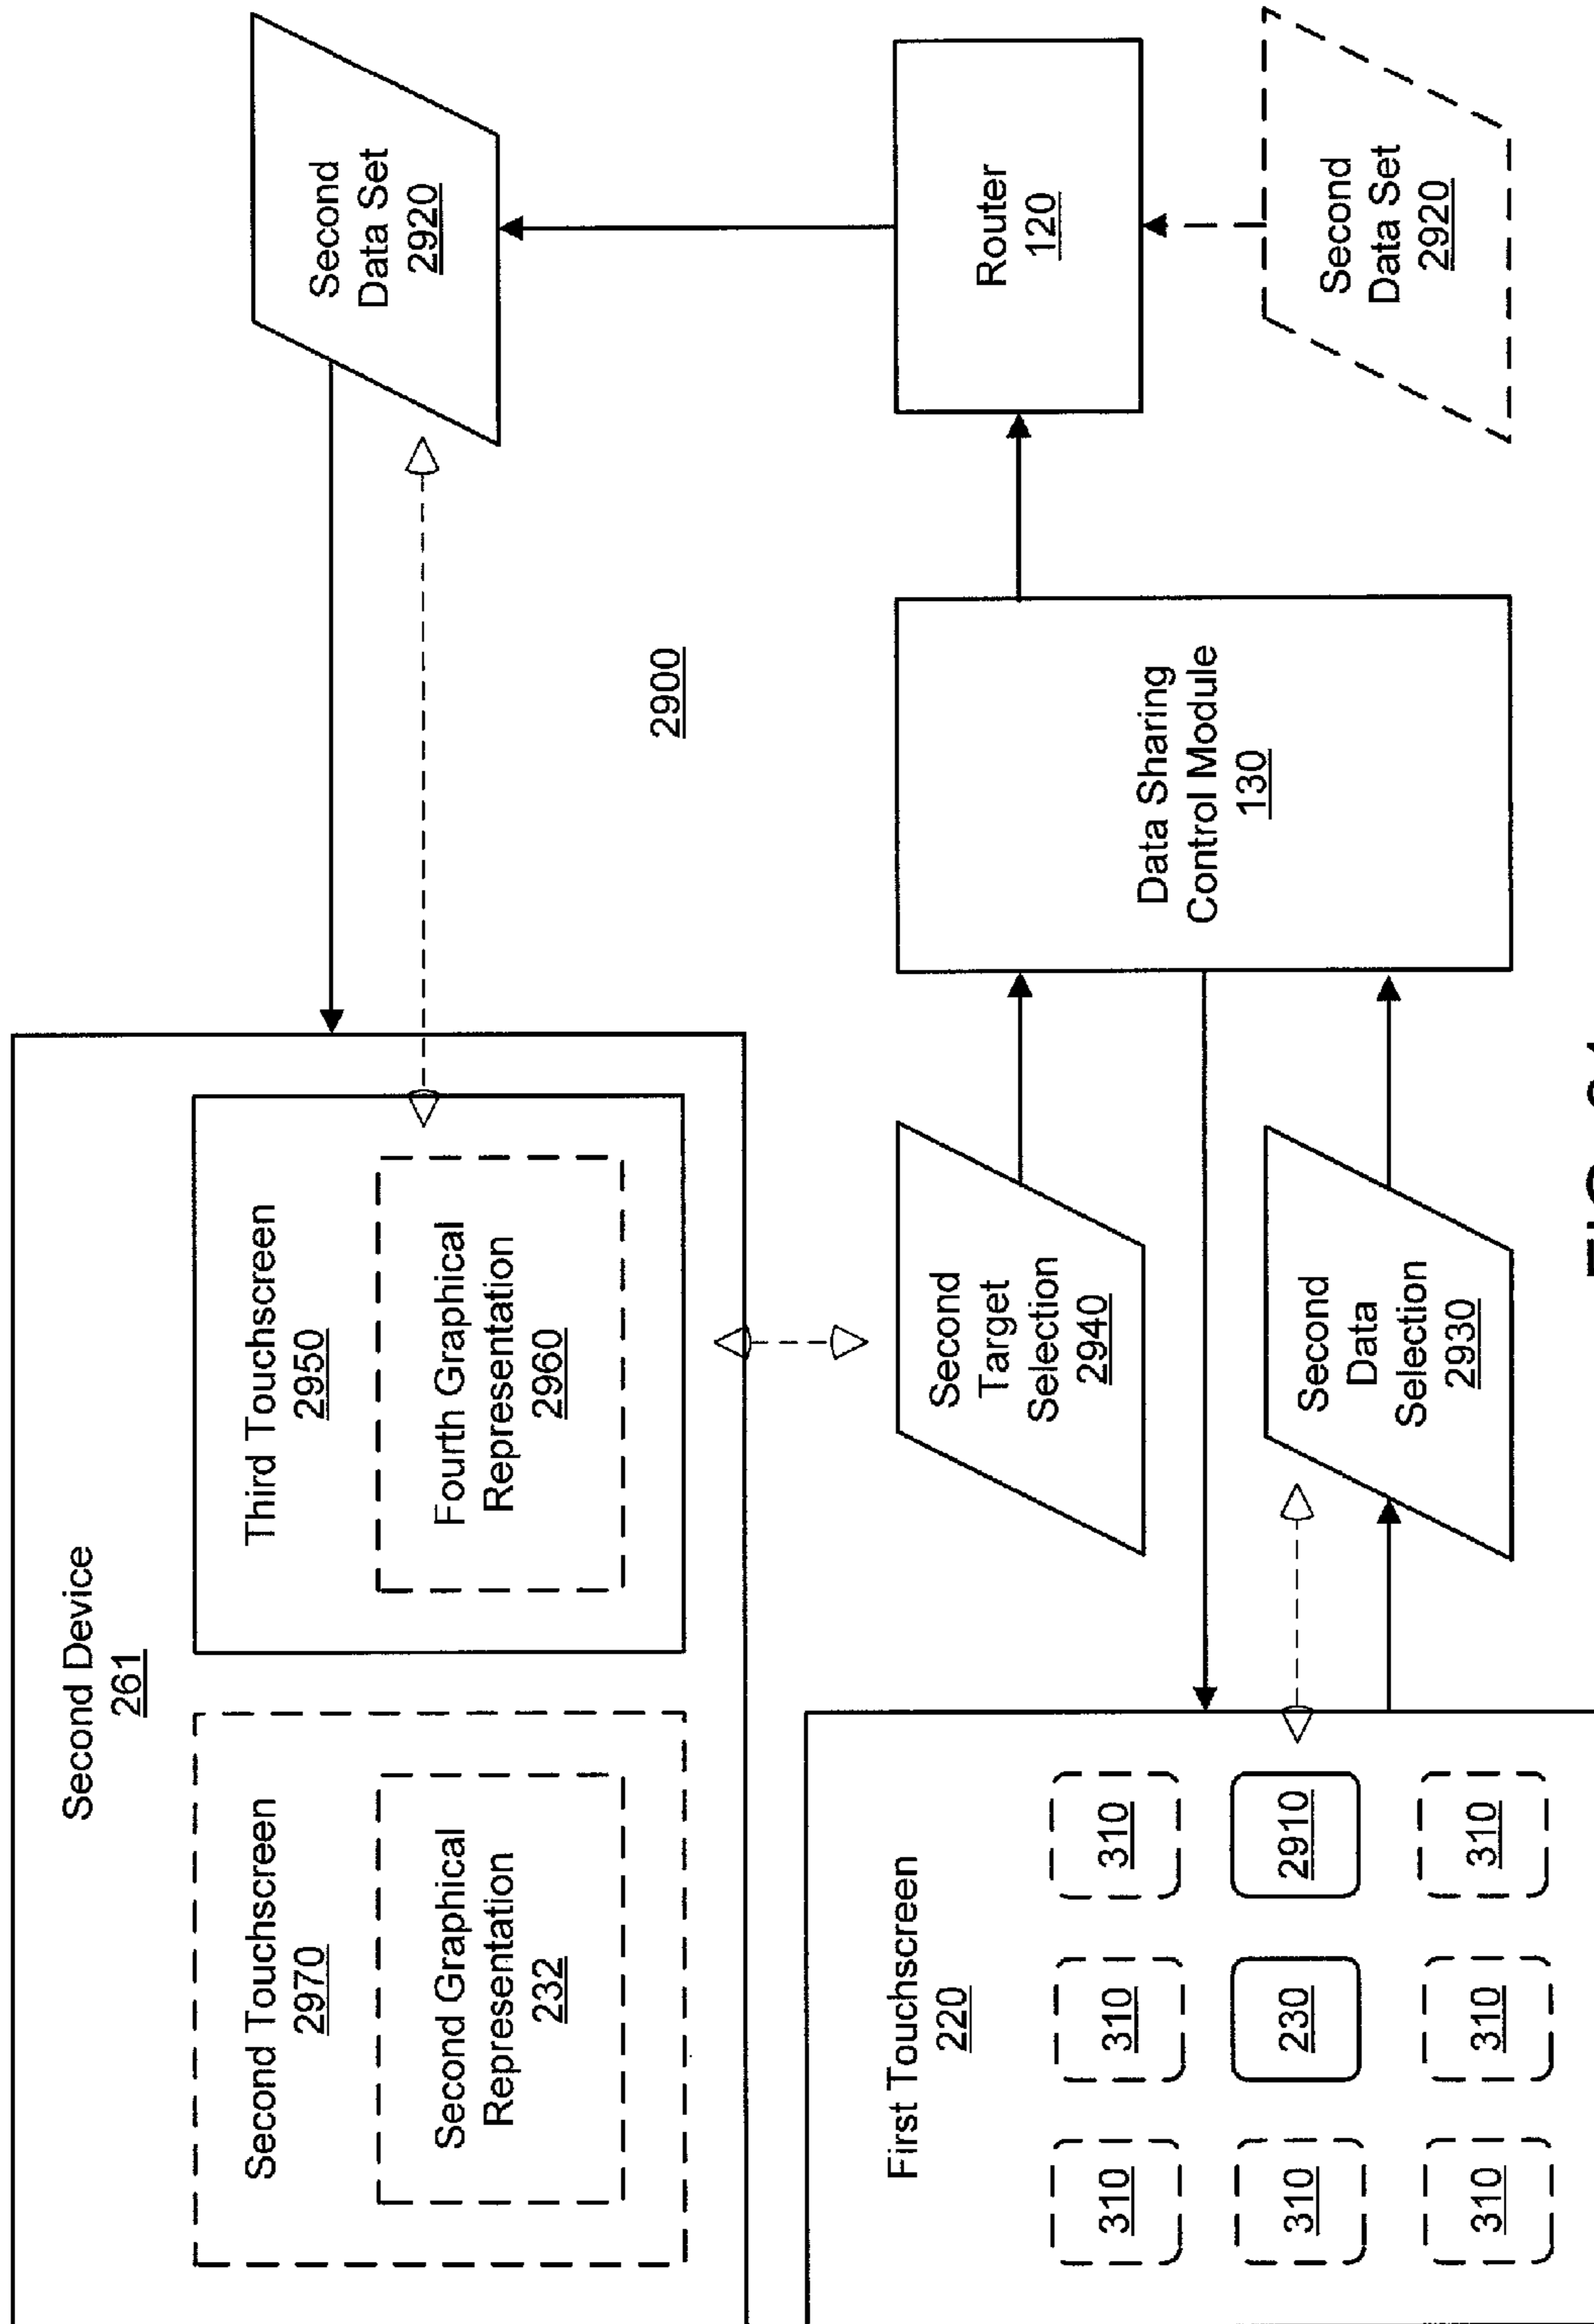 Second Device
261
Second Touchscreen
2970
Second Graphical
Representation
232
Third Touchscreen
2950
Fourth Graphical
Representation
2960
Second
Data Set
2920
2900
First Touchscreen
220
310
310
310
310
230
2910
310
310
310
Second
Target
Selection
2940
Second
Data
Selection
2930
Data Sharing
Control Module
130
Router
120
Second
Data Set
2920